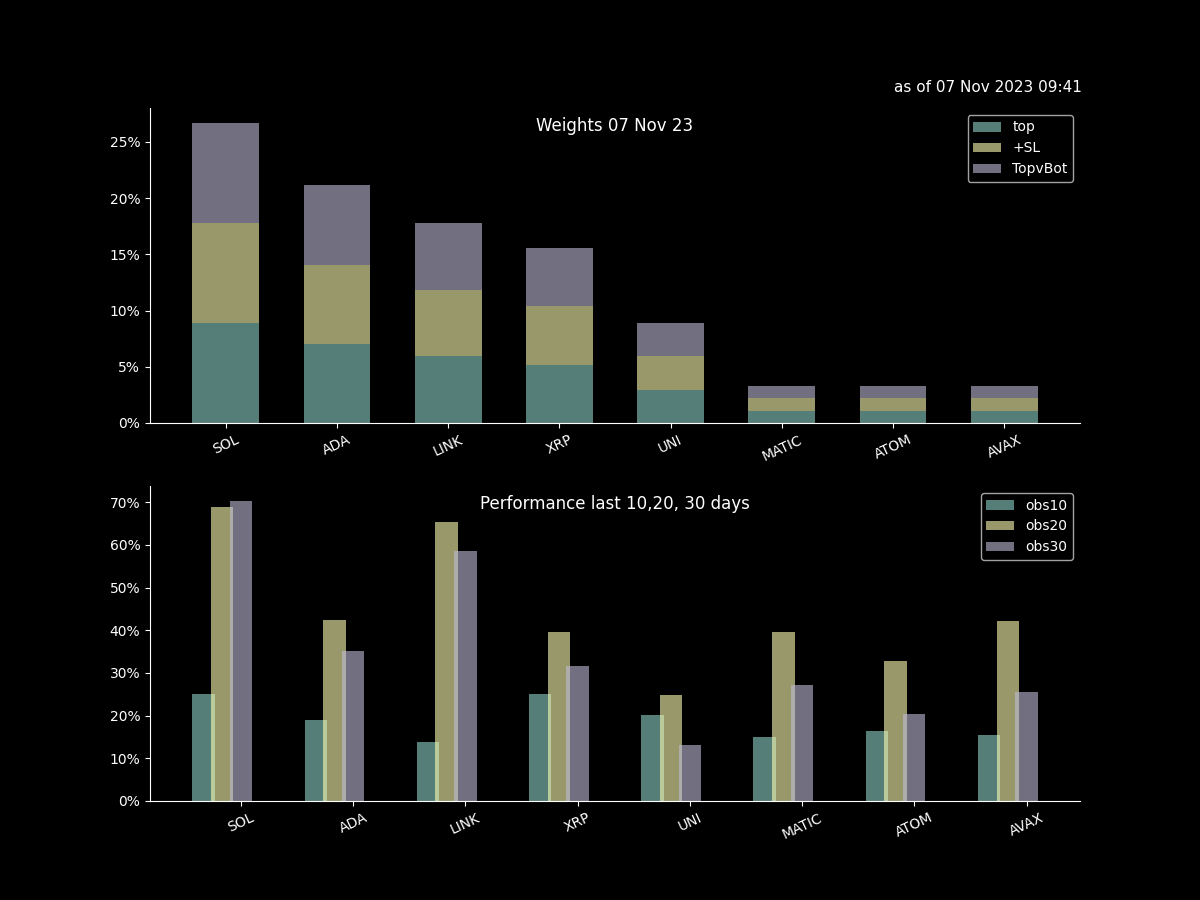 as of 07 Nov 2023 09:41
Weights 07 Nov 23
top
+SL
TopvBot
25%
20%
15%
10%
5%
0%
SOL ADA LINK XRP UNI MATIC ATOM AVAX
Performance last 10,20, 30 days
obs10
obs20
obs30
70%
60%
50%
40%
30%
20%
10%
0%
SOL ADA LINK XRP UNI MATIC ATOM AVAX